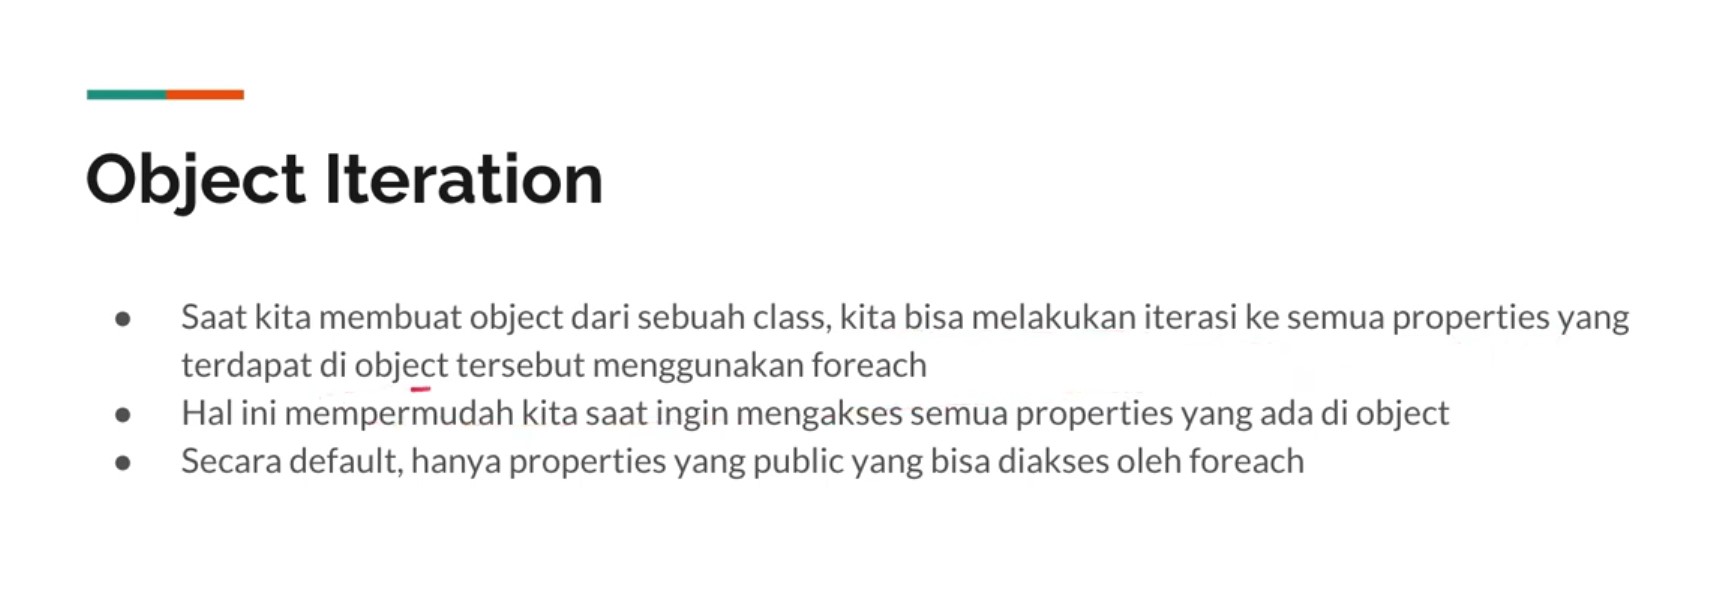 Object Iteration
● Saat kita membuat object dari sebuah class, kita bisa melakukan iterasi ke semua properties yang
terdapat di object tersebut menggunakan foreach
● Hal ini mempermudah kita saat ingin mengakses semua properties yang ada di object
● Secara default, hanya properties yang public yang bisa diakses oleh foreach